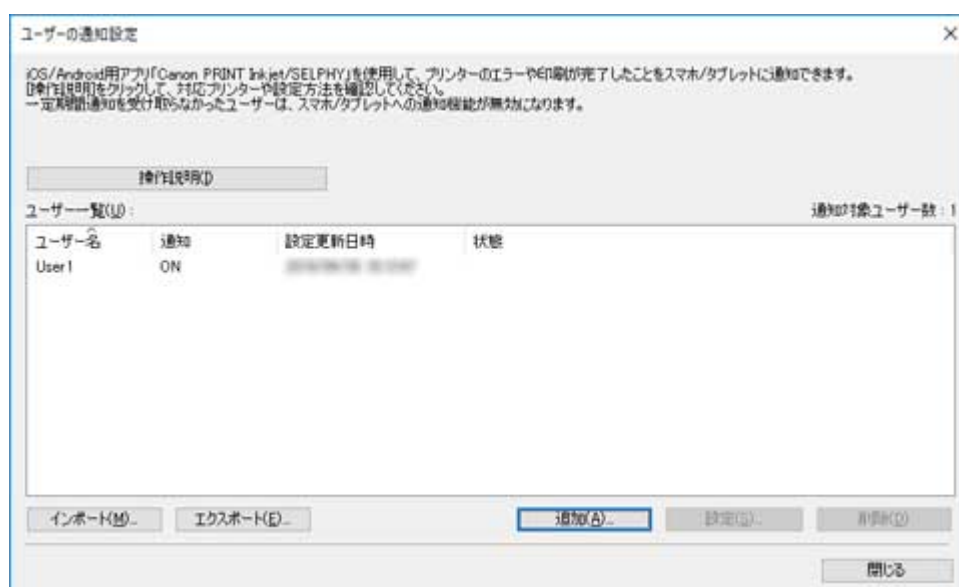 ユーザーの通知設定
iOS/Android用アプリ「Canon PRINT Inkjet/SELPHY」を使用して、プリンターのエラーや印刷が完了したことをスマホ/タブレットに通知できます。
[操作説明]をクリックして、対応プリンターや設定方法を確認してください。
一定期間通知を受け取らなかったユーザーは、スマホ/タブレットへの通知機能が無効になります。
操作説明(I)
ユーザー一覧(U) :
通知対象ユーザー数 : 1
ユーザー名 通知 設定更新日時 状態
User1 ON
インポート(M)... エクスポート(E)... 追加(A)... 設定(S)... 削除(D)
閉じる